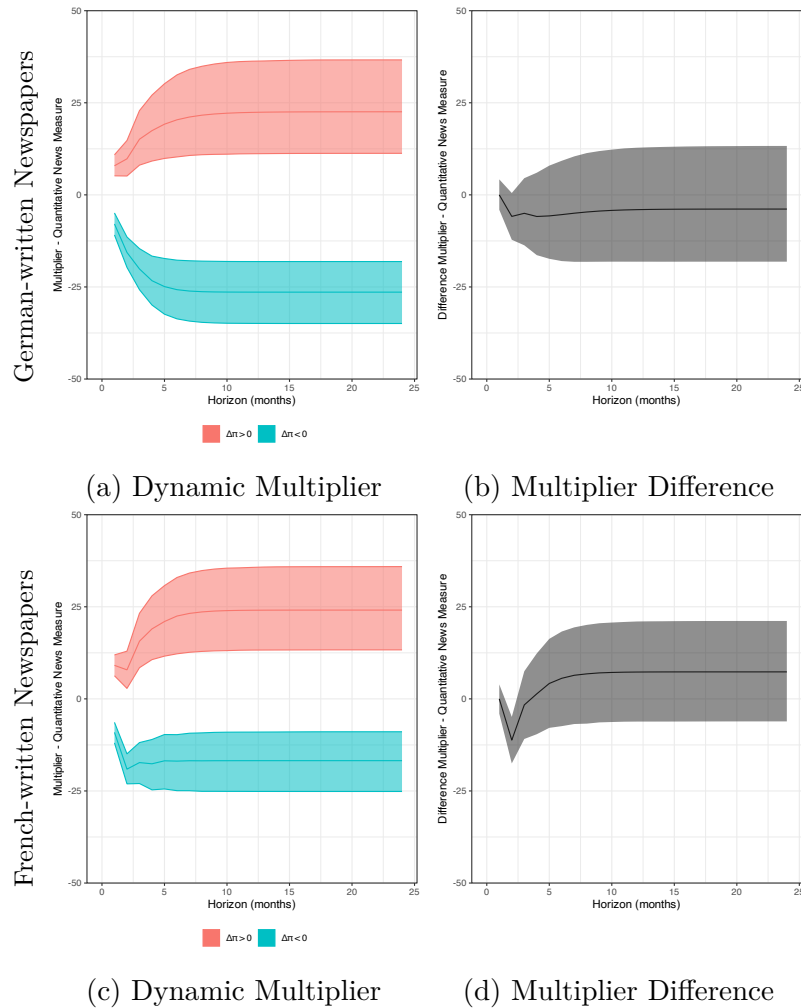 German-written Newspapers
Multiplier - Quantitative News Measure
50
25
0
-25
-50
0 5 10 15 20 25
Horizon (months)
Δπ>0 Δπ<0
(a) Dynamic Multiplier
Difference Multiplier - Quantitative News Measure
50
25
0
-25
-50
0 5 10 15 20 25
Horizon (months)
(b) Multiplier Difference
French-written Newspapers
Multiplier - Quantitative News Measure
50
25
0
-25
-50
0 5 10 15 20 25
Horizon (months)
Δπ>0 Δπ<0
(c) Dynamic Multiplier
Difference Multiplier - Quantitative News Measure
50
25
0
-25
-50
0 5 10 15 20 25
Horizon (months)
(d) Multiplier Difference